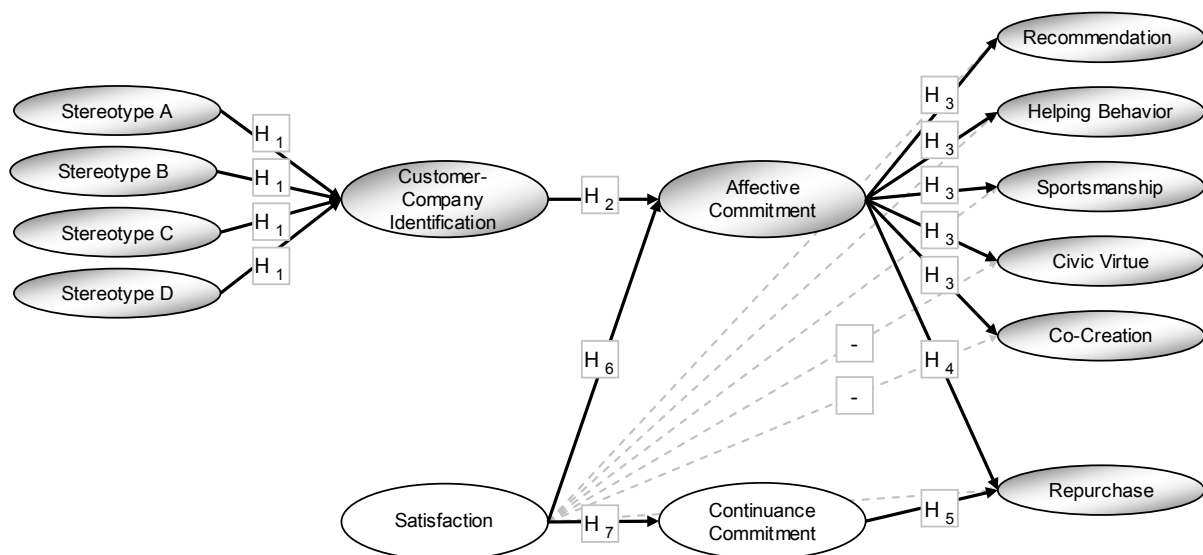 Recommendation
H 3
Stereotype A
Helping Behavior
H 1
H 3
Stereotype B
H 1
Customer-
Company
Identification
H 2
Affective
Commitment
H 3
Sportsmanship
Stereotype C
H 1
H 3
Civic Virtue
Stereotype D
H 1
H 3
Co-Creation
-
H 6
H 4
-
Repurchase
Satisfaction
H 7
Continuance
Commitment
H 5